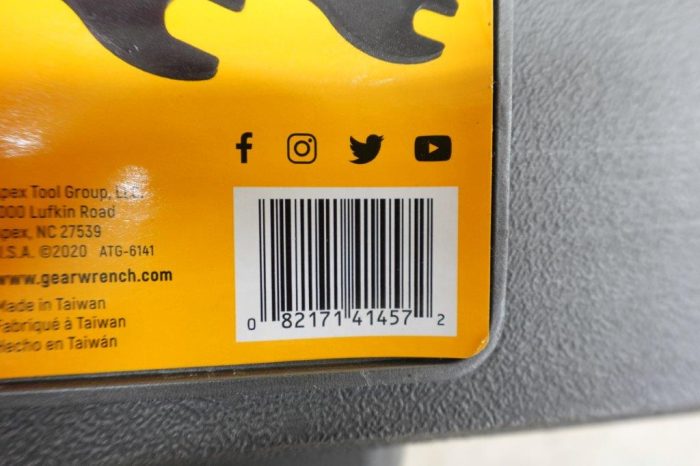 pex Tool Group, LLC.
000 Lufkin Road
pex, NC 27539
U.S.A. ©2020 ATG-6141
www.gearwrench.com
Made in Taiwan
Fabriqué à Taiwan
Hecho en Taiwán
0 82171 41457 2